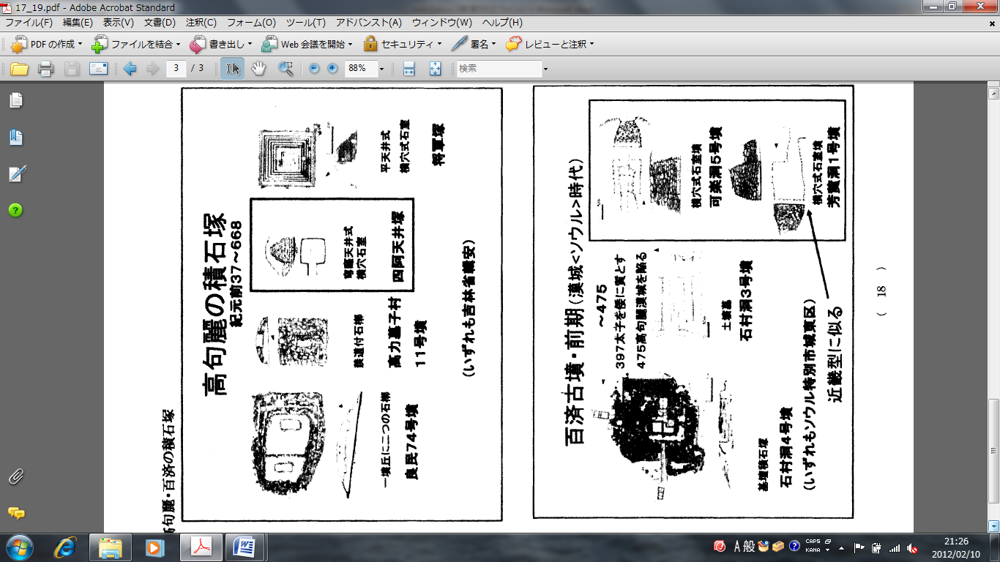 17_19.pdf - Adobe Acrobat Standard
ファイル(F) 編集(E) 表示(V) 文書(D) 注釈(C) フォーム(O) ツール(T) アドバンスト(A) ウィンドウ(W) ヘルプ(H)
PDF の作成 ファイルを結合 書き出し Web 会議を開始 セキュリティ 署名 レビューと注釈
3 / 3 88% 検索
高句麗・百済の積石塚
高句麗の積石塚
紀元前37～668
一墳丘に二つの石槨
良民74号墳
羨道付石槨
高力墓子村
11号墳
穹窿天井式
横穴石室
四阿天井塚
平天井式
横穴式石室
将軍塚
(いずれも吉林省輯安)
百済古墳・前期(漢城<ソウル>時代)
～475
397太子を倭に質とす
475高句麗漢城を陥る
基壇積石塚
石村洞4号墳
土壙墓
石村洞3号墳
横穴式石室墳
可楽洞5号墳
横穴式石室墳
芳荑洞1号墳
(いずれもソウル特別市城東区)
近畿型に似る
( 18 )
A 般 CAPS KANA
21:26
2012/02/10